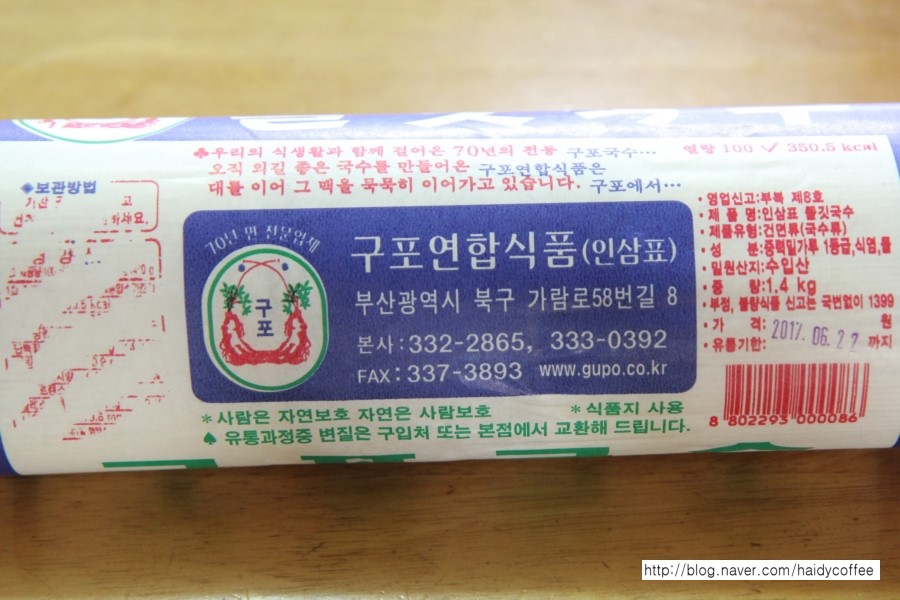 ♣우리의 식생활과 함께 걸어온 70년의 전통 구포국수…
오직 외길 좋은 국수를 만들어온 구포연합식품은
대를 이어 그 맥을 묵묵히 이어가고 있습니다. 구포에서…
열량 100 350.5 kcal
◈보관방법
70년 면 전문업체
구포
구포연합식품(인삼표)
부산광역시 북구 가람로58번길 8
본사:332-2865, 333-0392
FAX:337-3893 www.gupo.co.kr
*사람은 자연보호 자연은 사람보호 *식품지 사용
♠유통과정중 변질은 구입처 또는 본점에서 교환해 드립니다.
·영업신고:부북 제8호
·제 품 명:인삼표 뜰깃국수
·제품유형:건면류(국수류)
·성 분:중력밀가루 1등급,식염,물
·밀원산지:수입산
·중 량:1.4 kg
·부정, 불량식품 신고는 국번없이 1399
·가 격: 원
·유통기한: 2017. 06. 22 까지
8 802293 000086
http://blog.naver.com/haidycoffee